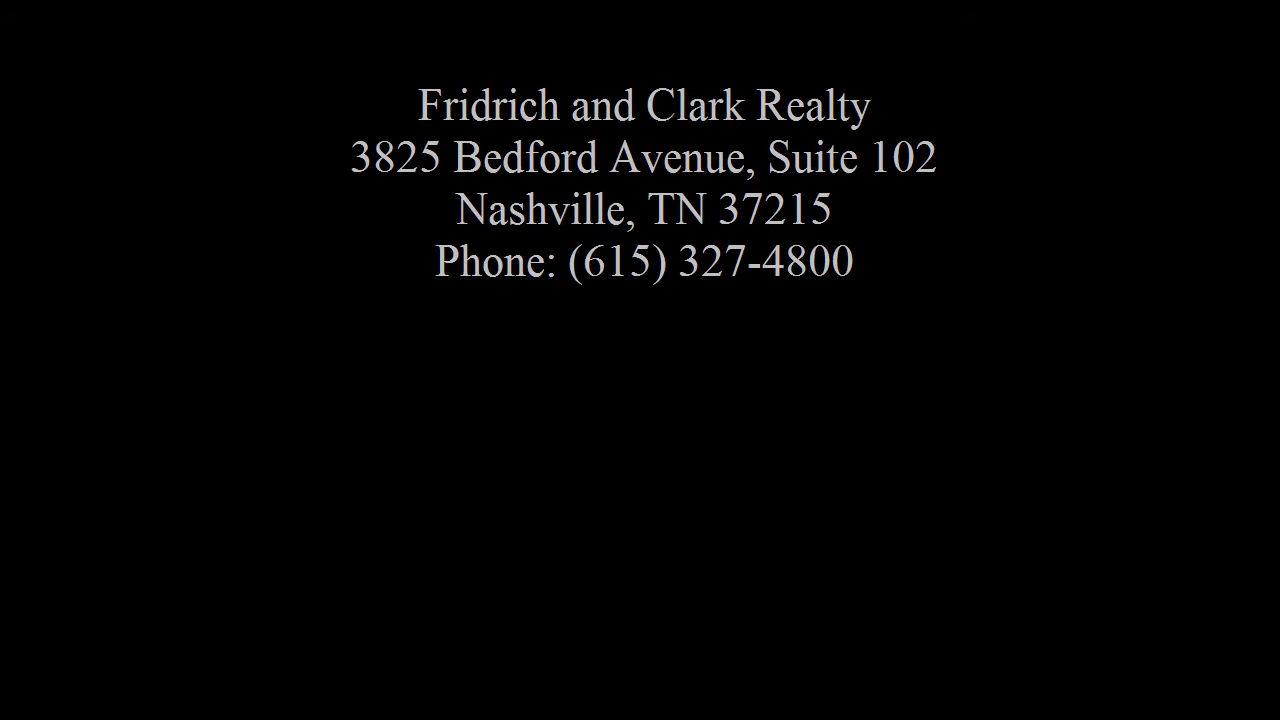 Fridrich and Clark Realty
3825 Bedford Avenue, Suite 102
Nashville, TN 37215
Phone: (615) 327-4800